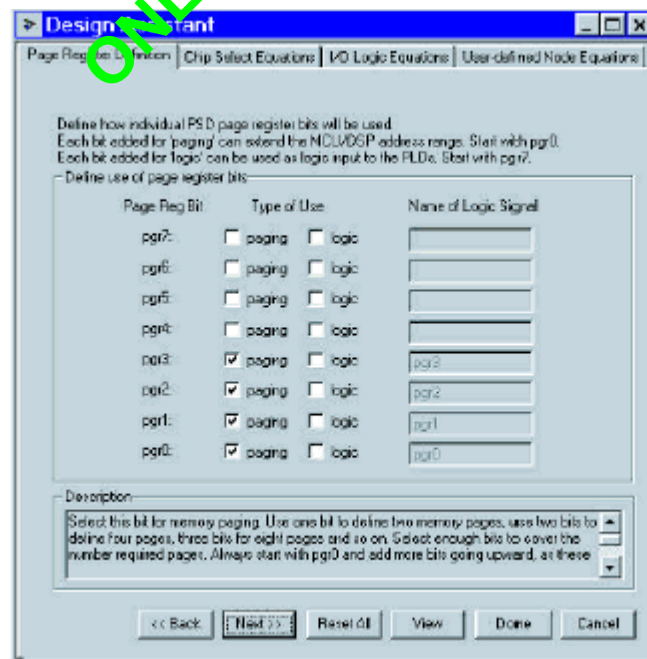 Design Assistant
Page Register Definition Chip Select Equations I/O Logic Equations User-defined Node Equations
Define how individual PSD page register bits will be used.
Each bit added for 'paging' can extend the MCU/DSP address range. Start with pgr0.
Each bit added for 'logic' can be used as logic input to the PLDs. Start with pgr7.
Define use of page register bits
Page Reg Bit Type of Use Name of Logic Signal
pgr7: paging logic
pgr6: paging logic
pgr5: paging logic
pgr4: paging logic
pgr3: paging logic pgr3
pgr2: paging logic pgr2
pgr1: paging logic pgr1
pgr0: paging logic pgr0
Description
Select this bit for memory paging. Use one bit to define two memory pages, use two bits to
define four pages, three bits for eight pages and so on. Select enough bits to cover the
number required pages. Always start with pgr0 and add more bits going upward, as these
<< Back Next >> Reset All View Done Cancel